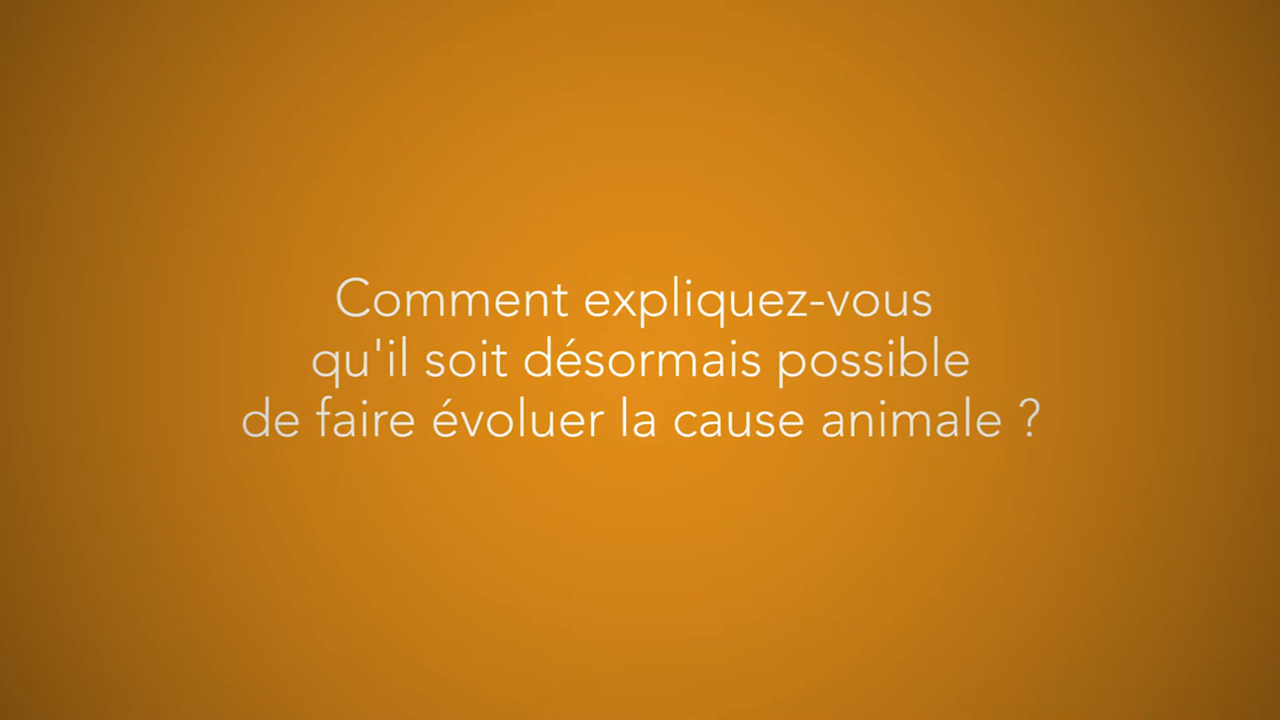 Comment expliquez-vous
qu'il soit désormais possible
de faire évoluer la cause animale ?